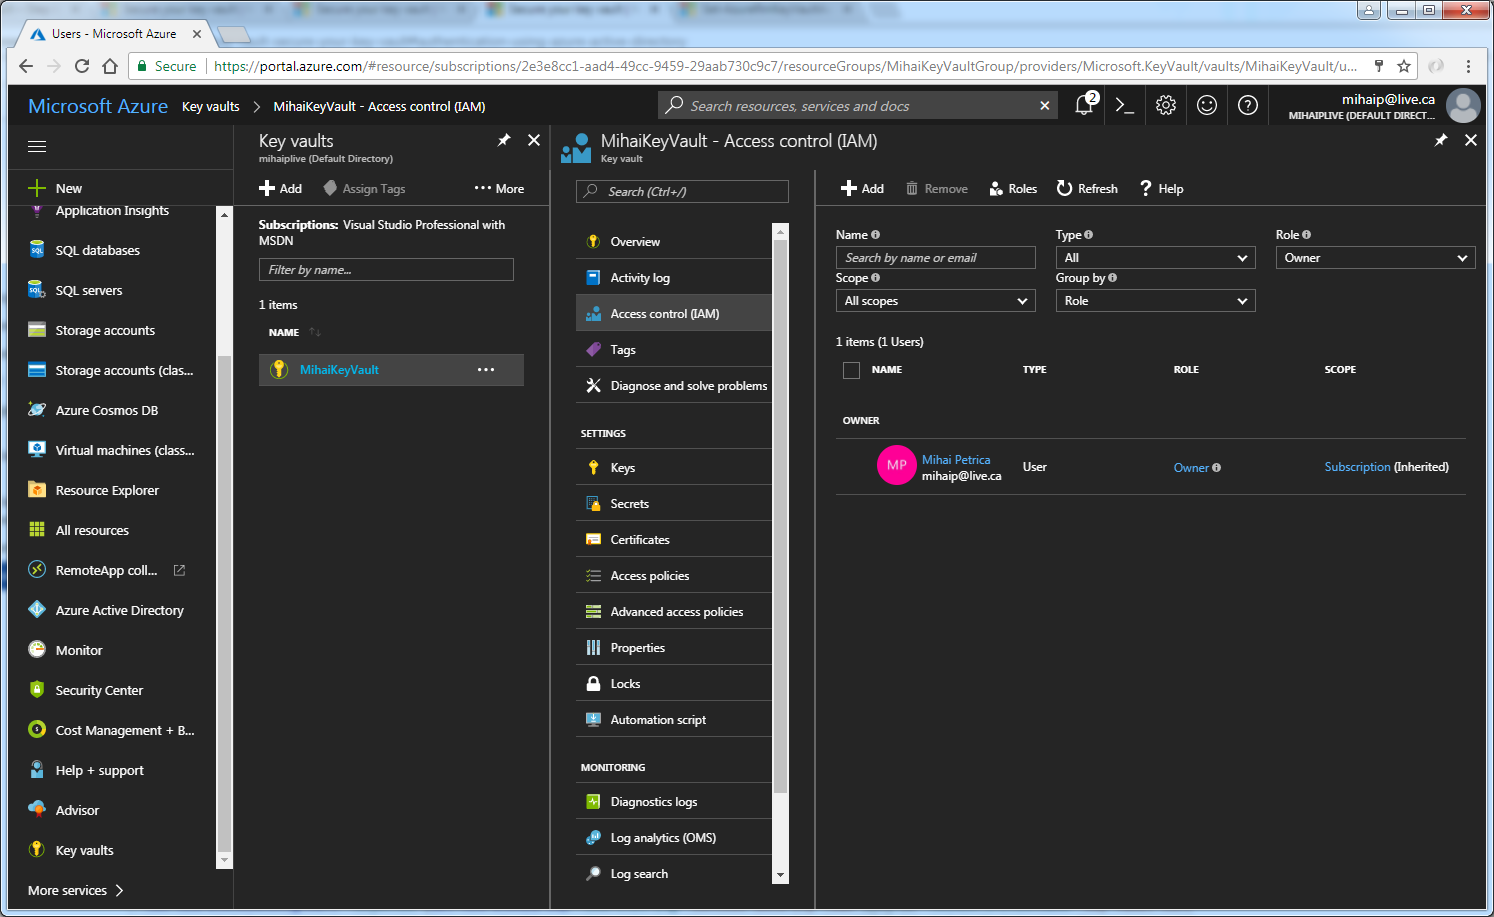 Users - Microsoft Azure
Secure
https://portal.azure.com/#resource/subscriptions/2e3e8cc1-aad4-49cc-9459-29aab730c9c7/resourceGroups/MihaiKeyVaultGroup/providers/Microsoft.KeyVault/vaults/MihaiKeyVault/u...
Microsoft Azure
Key vaults
MihaiKeyVault - Access control (IAM)
Search resources, services and docs
2
mihaip@live.ca
MIHAIPLIVE (DEFAULT DIRECT...
New
Application Insights
SQL databases
SQL servers
Storage accounts
Storage accounts (clas...
Azure Cosmos DB
Virtual machines (classi...
Resource Explorer
All resources
RemoteApp coll...
Azure Active Directory
Monitor
Security Center
Cost Management + B...
Help + support
Advisor
Key vaults
More services
Key vaults
mihaiplive (Default Directory)
Add
Assign Tags
More
Subscriptions: Visual Studio Professional with
MSDN
Filter by name...
1 items
NAME
MihaiKeyVault
MihaiKeyVault - Access control (IAM)
Key vault
Search (Ctrl+/)
Overview
Activity log
Access control (IAM)
Tags
Diagnose and solve problems
SETTINGS
Keys
Secrets
Certificates
Access policies
Advanced access policies
Properties
Locks
Automation script
MONITORING
Diagnostics logs
Log analytics (OMS)
Log search
Add
Remove
Roles
Refresh
Help
Name
Type
Role
Search by name or email
All
Owner
Scope
Group by
All scopes
Role
1 items (1 Users)
NAME TYPE ROLE SCOPE
OWNER
MP
Mihai Petrica
mihaip@live.ca
User
Owner
Subscription (Inherited)